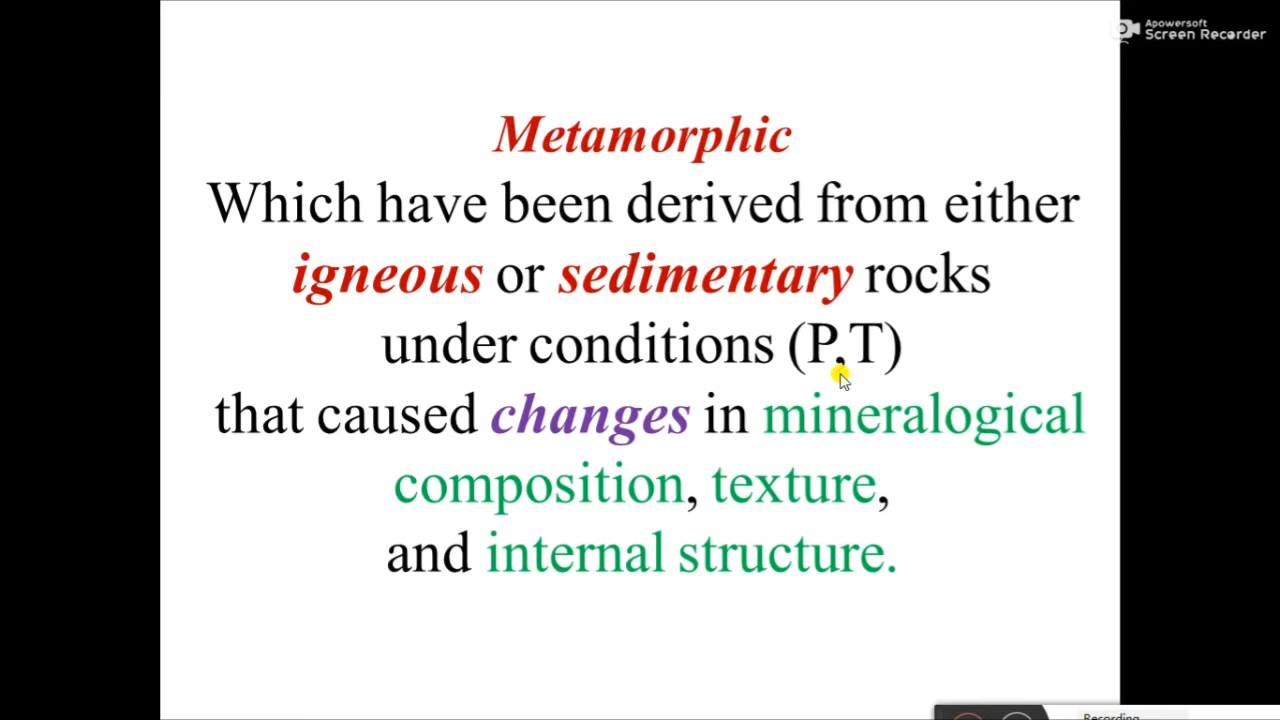 Apowersoft
Screen Recorder
Metamorphic
Which have been derived from either
igneous or sedimentary rocks
under conditions (P,T)
that caused changes in mineralogical
composition, texture,
and internal structure.
Recording